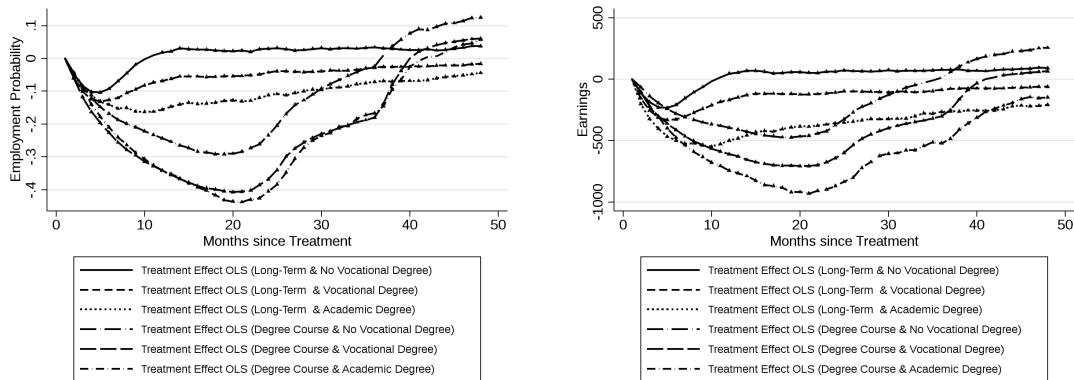 .1
0
-.1
-.2
-.3
-.4
Employment Probability
0
10
20
30
40
50
Months since Treatment
Treatment Effect OLS (Long-Term & No Vocational Degree)
Treatment Effect OLS (Long-Term & Vocational Degree)
Treatment Effect OLS (Long-Term & Academic Degree)
Treatment Effect OLS (Degree Course & No Vocational Degree)
Treatment Effect OLS (Degree Course & Vocational Degree)
Treatment Effect OLS (Degree Course & Academic Degree)
500
0
-500
-1000
Earnings
0
10
20
30
40
50
Months since Treatment
Treatment Effect OLS (Long-Term & No Vocational Degree)
Treatment Effect OLS (Long-Term & Vocational Degree)
Treatment Effect OLS (Long-Term & Academic Degree)
Treatment Effect OLS (Degree Course & No Vocational Degree)
Treatment Effect OLS (Degree Course & Vocational Degree)
Treatment Effect OLS (Degree Course & Academic Degree)